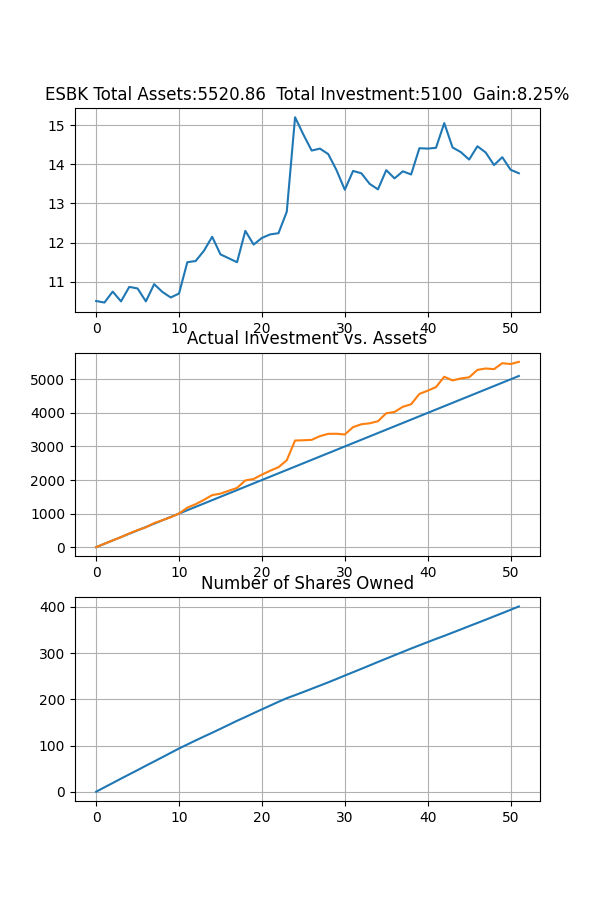 ESBK Total Assets:5520.86  Total Investment:5100  Gain:8.25%
15
14
13
12
11
0 10 20 30 40 50
Actual Investment vs. Assets
5000
4000
3000
2000
1000
0
0 10 20 30 40 50
Number of Shares Owned
400
300
200
100
0
0 10 20 30 40 50